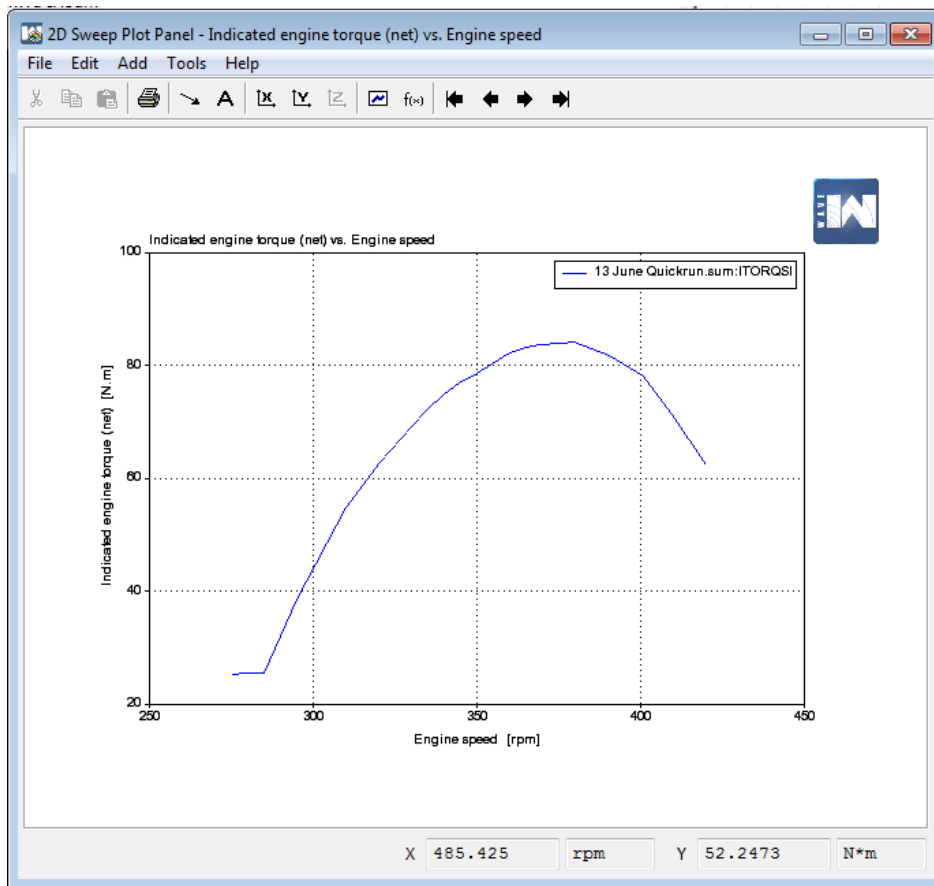 2D Sweep Plot Panel - Indicated engine torque (net) vs. Engine speed
File Edit Add Tools Help
A X Y Z f(x)
WAVE
Indicated engine torque (net) vs. Engine speed
13 June Quickrun.sum:ITORQSI
100
80
60
40
20
Indicated engine torque (net) [N.m]
250 300 350 400 450
Engine speed [rpm]
X 485.425 rpm Y 52.2473 N*m